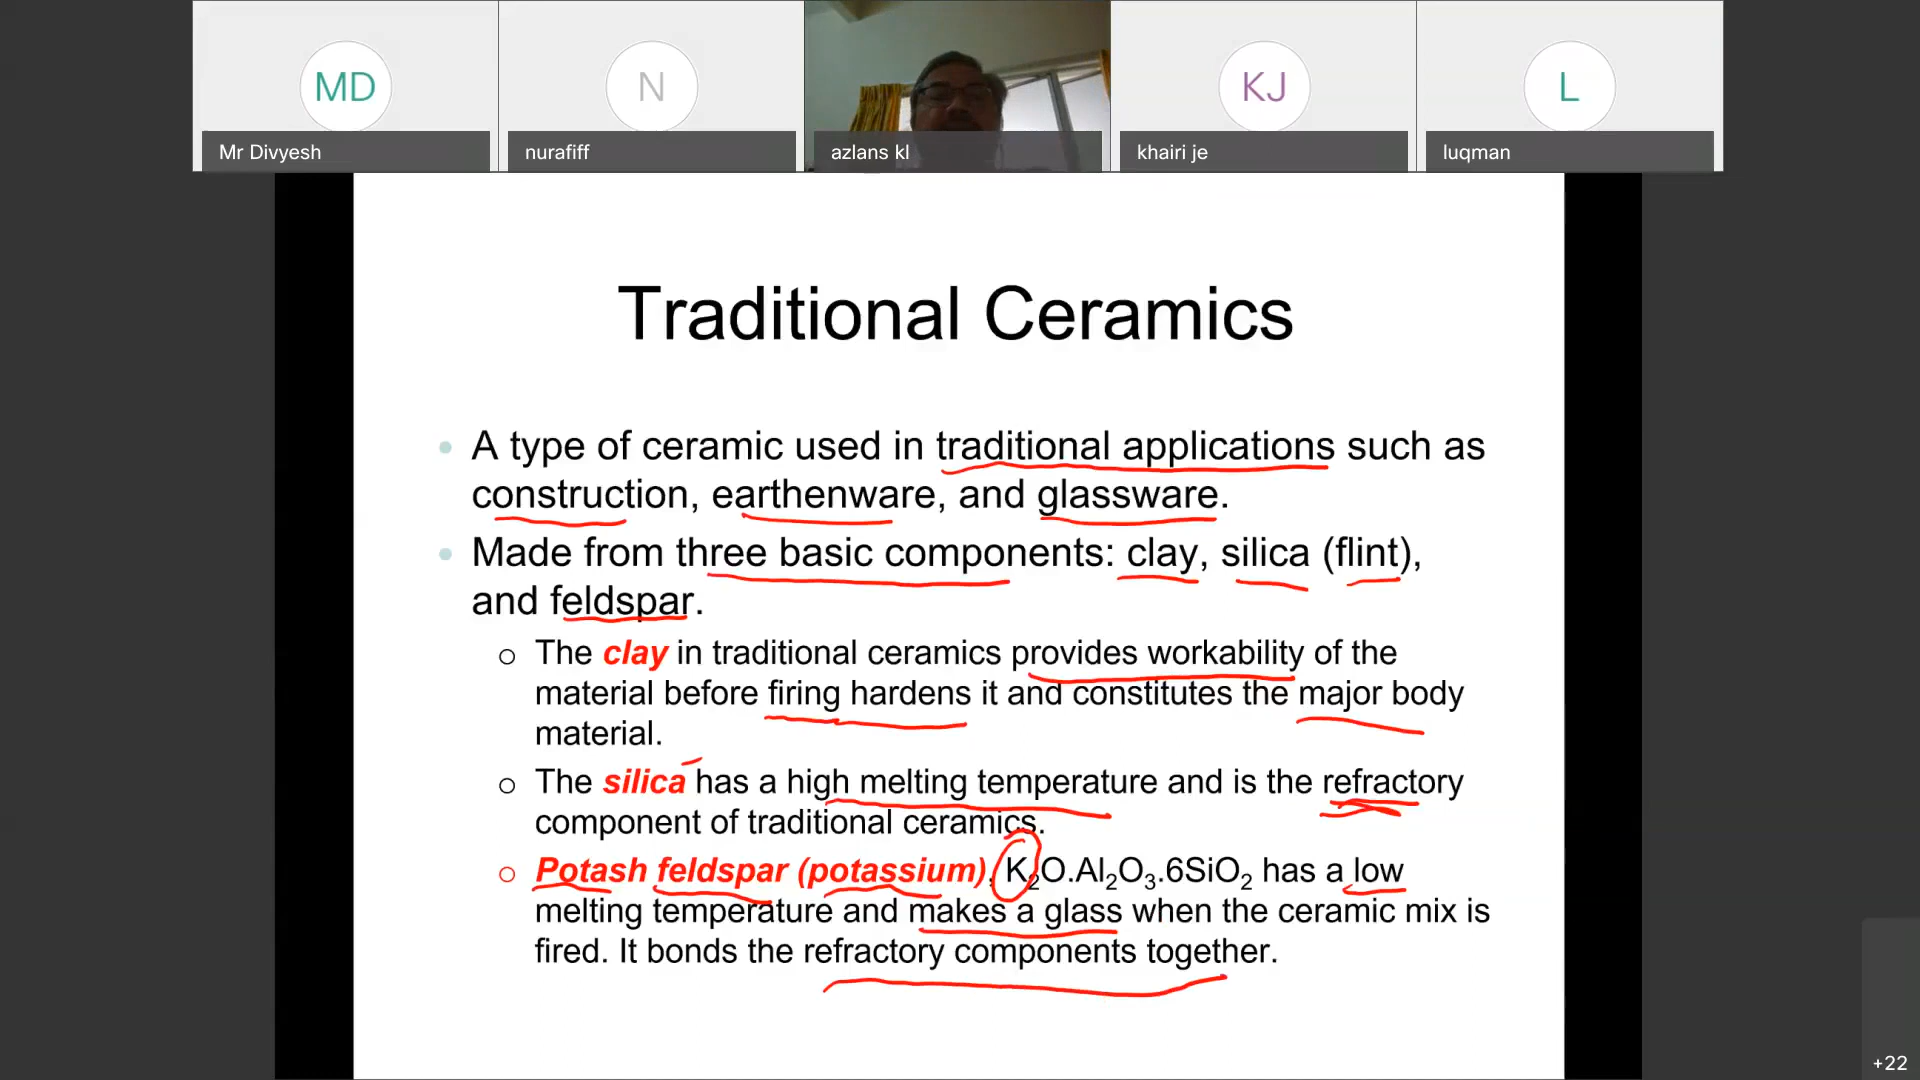 MD
N
KJ
L
Mr Divyesh
nurafiff
azlans kl
khairi je
luqman
Traditional Ceramics
• A type of ceramic used in traditional applications such as
construction, earthenware, and glassware.
• Made from three basic components: clay, silica (flint),
and feldspar.
o The clay in traditional ceramics provides workability of the
material before firing hardens it and constitutes the major body
material.
o The silica has a high melting temperature and is the refractory
component of traditional ceramics.
o Potash feldspar (potassium), K₂O.Al₂O₃.6SiO₂ has a low
melting temperature and makes a glass when the ceramic mix is
fired. It bonds the refractory components together.
+22